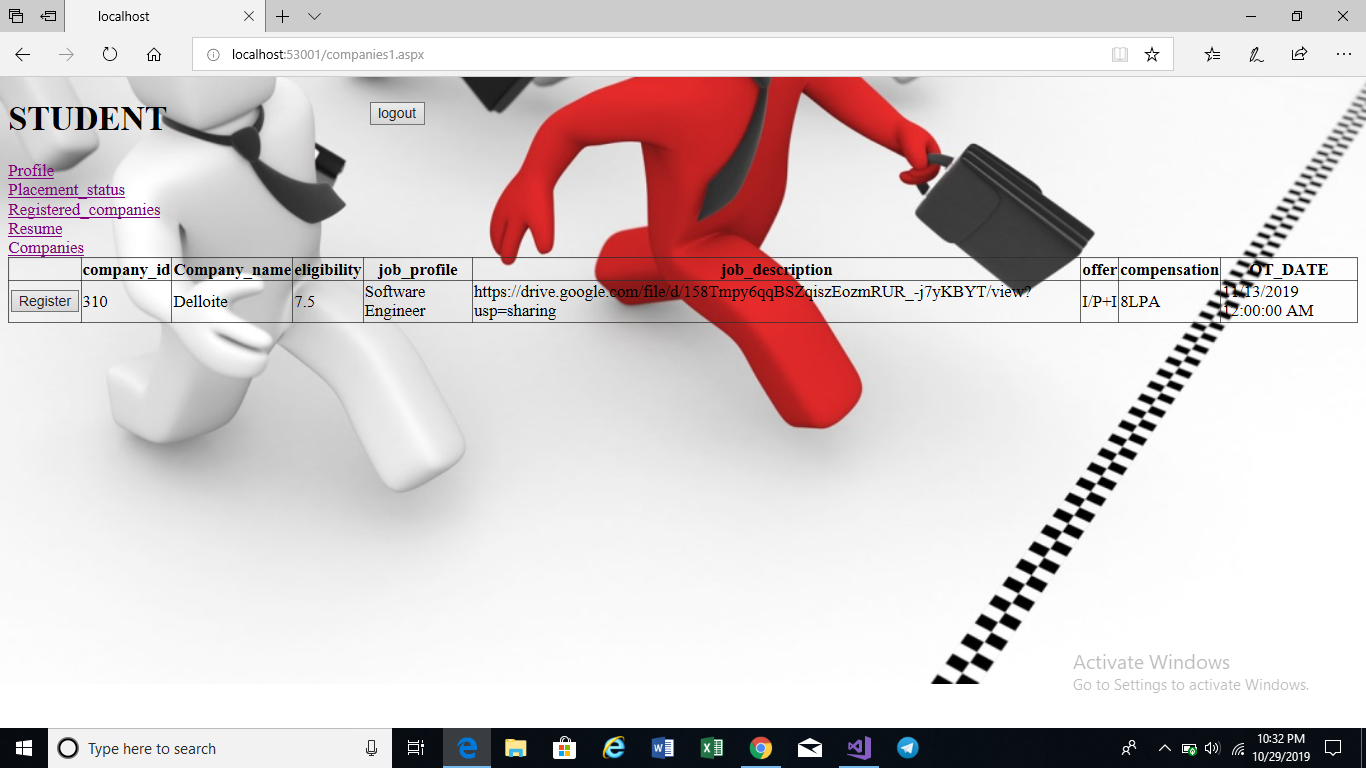 localhost
localhost:53001/companies1.aspx
STUDENT
logout
Profile
Placement_status
Registered_companies
Resume
Companies
company_id Company_name eligibility job_profile job_description offer compensation OT_DATE
Register 310 Delloite 7.5 Software Engineer https://drive.google.com/file/d/158Tmpy6qqBSZqiszEozmRUR_-j7yKBYT/view?usp=sharing I/P+I 8LPA 11/13/2019 12:00:00 AM
Activate Windows
Go to Settings to activate Windows.
Type here to search
10:32 PM
10/29/2019